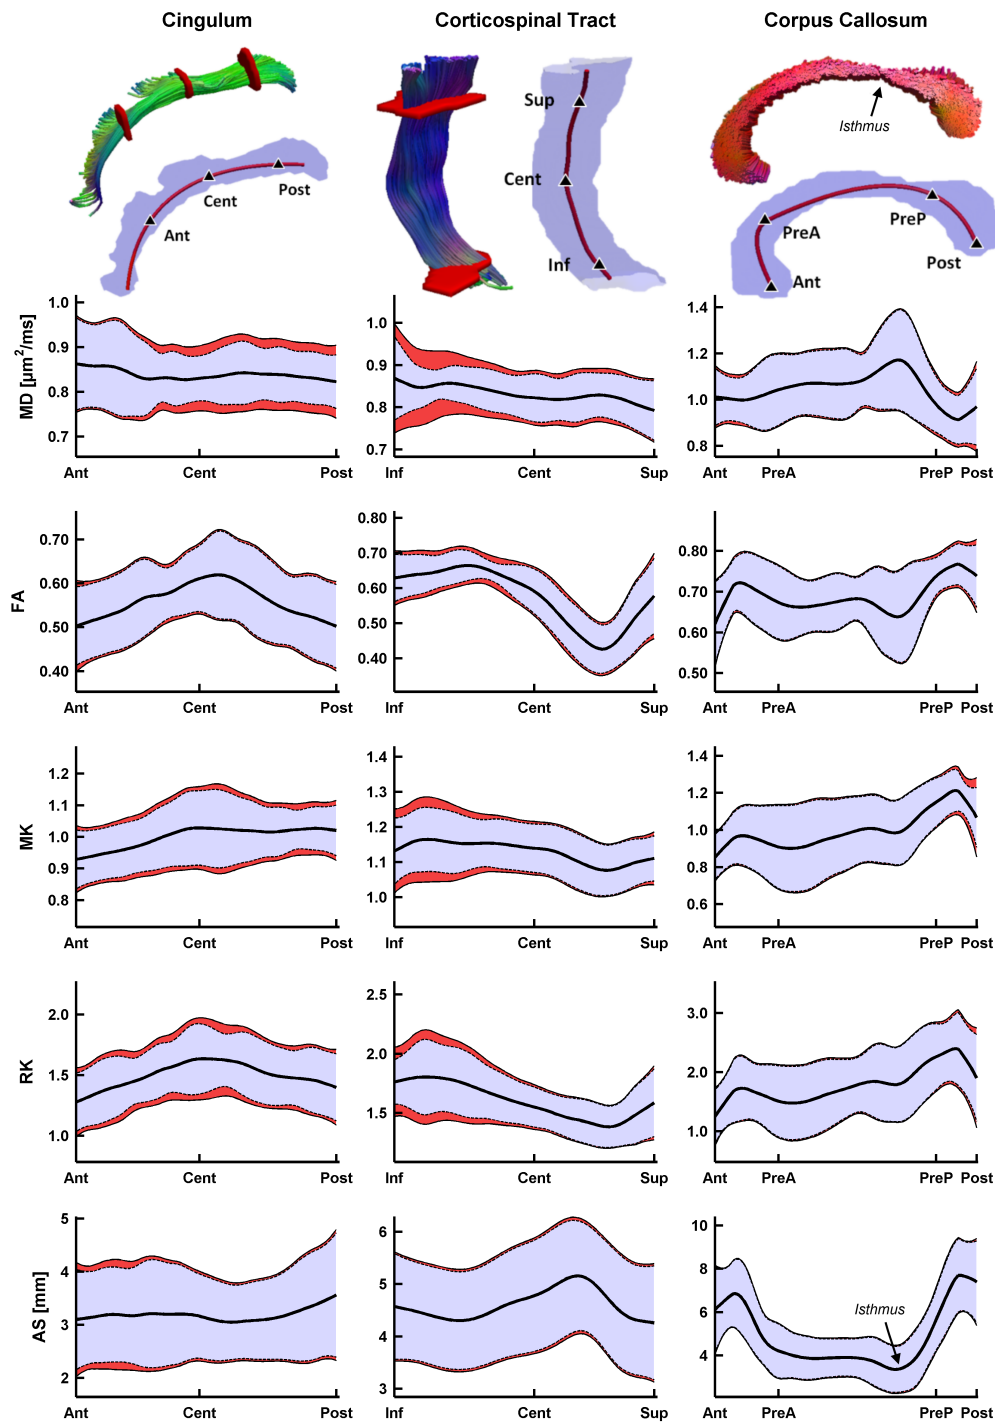 Cingulum
Corticospinal Tract
Corpus Callosum
Ant
Cent
Post
Sup
Cent
Inf
Isthmus
PreA
PreP
Ant
Post
MD [µm²/ms]
1.0
0.9
0.8
0.7
Ant Cent Post
1.0
0.9
0.8
0.7
Inf Cent Sup
1.4
1.2
1.0
0.8
Ant PreA PreP Post
FA
0.70
0.60
0.50
0.40
Ant Cent Post
0.80
0.70
0.60
0.50
0.40
Inf Cent Sup
0.80
0.70
0.60
0.50
Ant PreA PreP Post
MK
1.2
1.1
1.0
0.9
0.8
Ant Cent Post
1.4
1.3
1.2
1.1
1.0
Inf Cent Sup
1.4
1.2
1.0
0.8
0.6
Ant PreA PreP Post
RK
2.0
1.5
1.0
Ant Cent Post
2.5
2.0
1.5
Inf Cent Sup
3.0
2.0
1.0
Ant PreA PreP Post
AS [mm]
5
4
3
2
Ant Cent Post
6
5
4
3
Inf Cent Sup
10
8
6
4
Isthmus
Ant PreA PreP Post